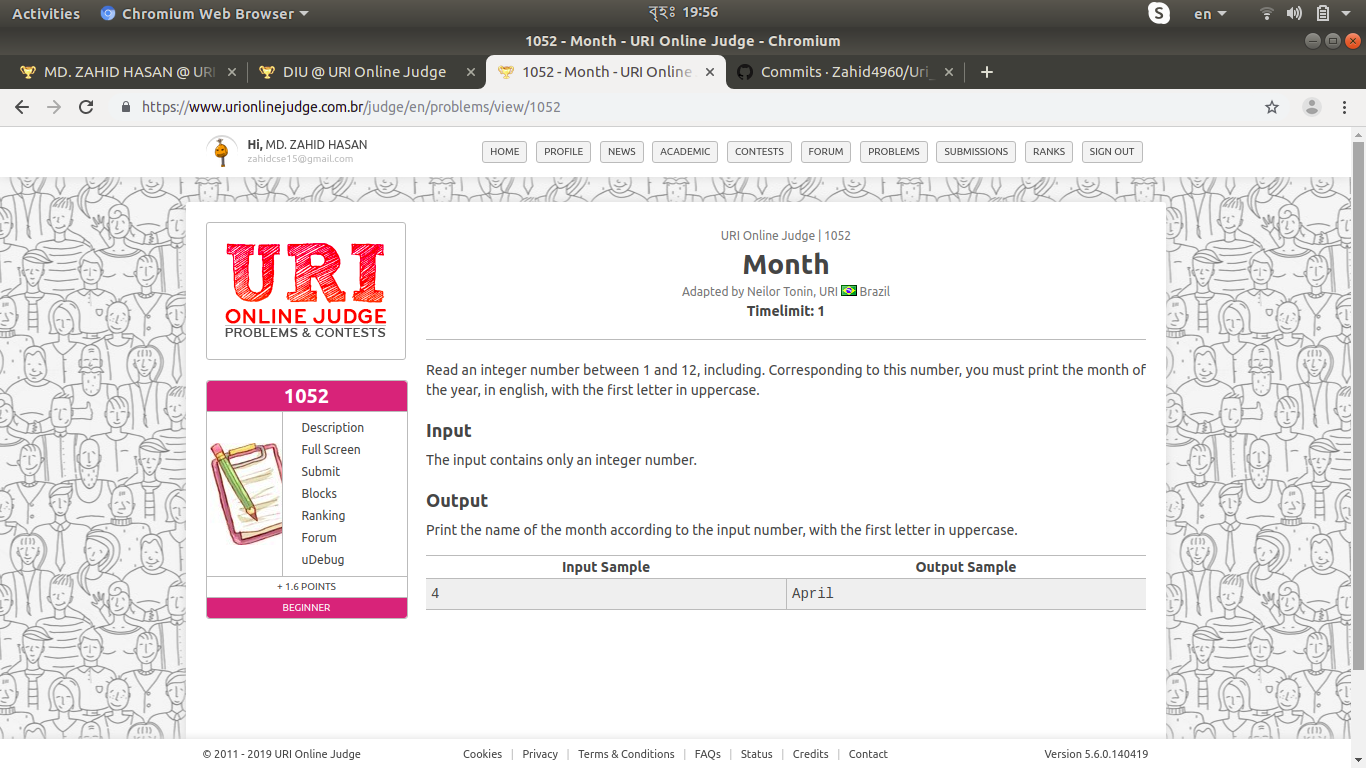 Activities Chromium Web Browser বৃহঃ 19:56 en
1052 - Month - URI Online Judge - Chromium
MD. ZAHID HASAN @ URI DIU @ URI Online Judge 1052 - Month - URI Online Commits · Zahid4960/Uri_
https://www.urionlinejudge.com.br/judge/en/problems/view/1052
Hi, MD. ZAHID HASAN
zahidcse15@gmail.com
HOME PROFILE NEWS ACADEMIC CONTESTS FORUM PROBLEMS SUBMISSIONS RANKS SIGN OUT
URI
ONLINE JUDGE
PROBLEMS & CONTESTS
1052
Description
Full Screen
Submit
Blocks
Ranking
Forum
uDebug
+ 1.6 POINTS
BEGINNER
URI Online Judge | 1052
Month
Adapted by Neilor Tonin, URI Brazil
Timelimit: 1
Read an integer number between 1 and 12, including. Corresponding to this number, you must print the month of
the year, in english, with the first letter in uppercase.
Input
The input contains only an integer number.
Output
Print the name of the month according to the input number, with the first letter in uppercase.
Input Sample Output Sample
4 April
© 2011 - 2019 URI Online Judge Cookies | Privacy | Terms & Conditions | FAQs | Status | Credits | Contact Version 5.6.0.140419